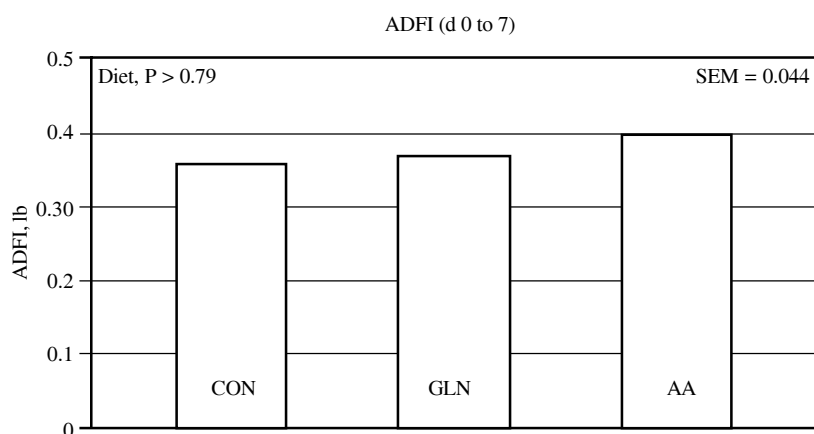 ADFI (d 0 to 7)
0.5
Diet, P > 0.79
SEM = 0.044
0.4
0.30
ADFI, lb
0.2
0.1
CON
GLN
AA
0